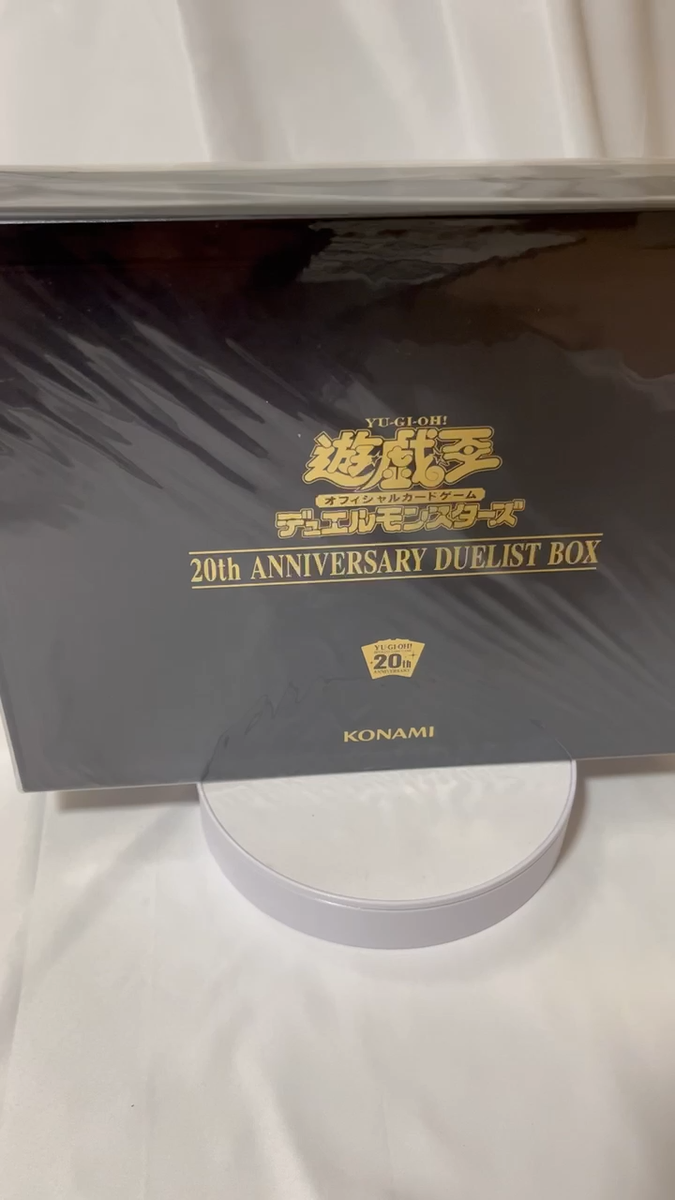 YU-GI-OH!
遊戯王
オフィシャルカードゲーム
デュエルモンスターズ
20th ANNIVERSARY DUELIST BOX
YU-GI-OH!
20th
ANNIVERSARY
KONAMI